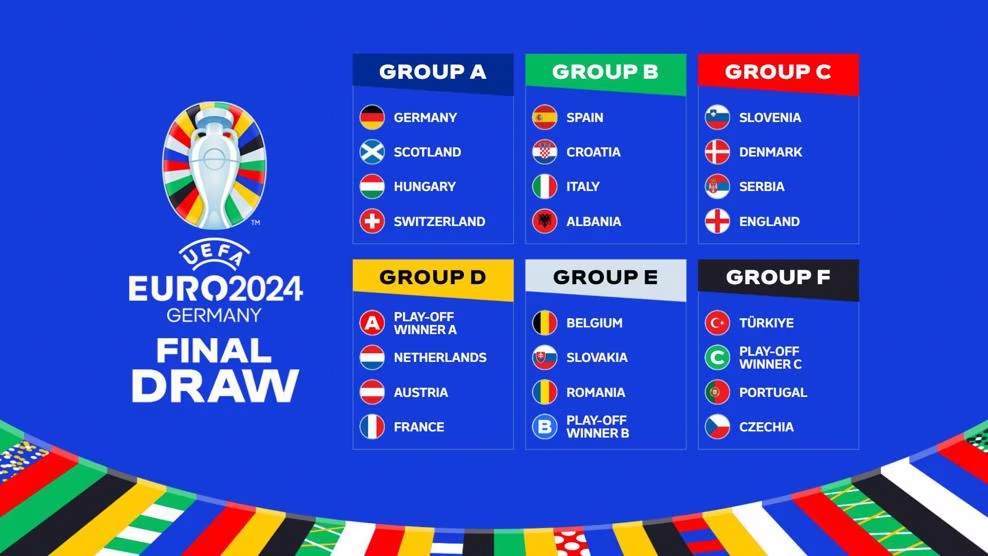 GROUP A
GERMANY
SCOTLAND
HUNGARY
SWITZERLAND
GROUP B
SPAIN
CROATIA
ITALY
ALBANIA
GROUP C
SLOVENIA
DENMARK
SERBIA
ENGLAND
TM
UEFA
EURO2024
GERMANY
FINAL
DRAW
GROUP D
A
PLAY-OFF
WINNER A
NETHERLANDS
AUSTRIA
FRANCE
GROUP E
BELGIUM
SLOVAKIA
ROMANIA
B
PLAY-OFF
WINNER B
GROUP F
TÜRKIYE
C
PLAY-OFF
WINNER C
PORTUGAL
CZECHIA